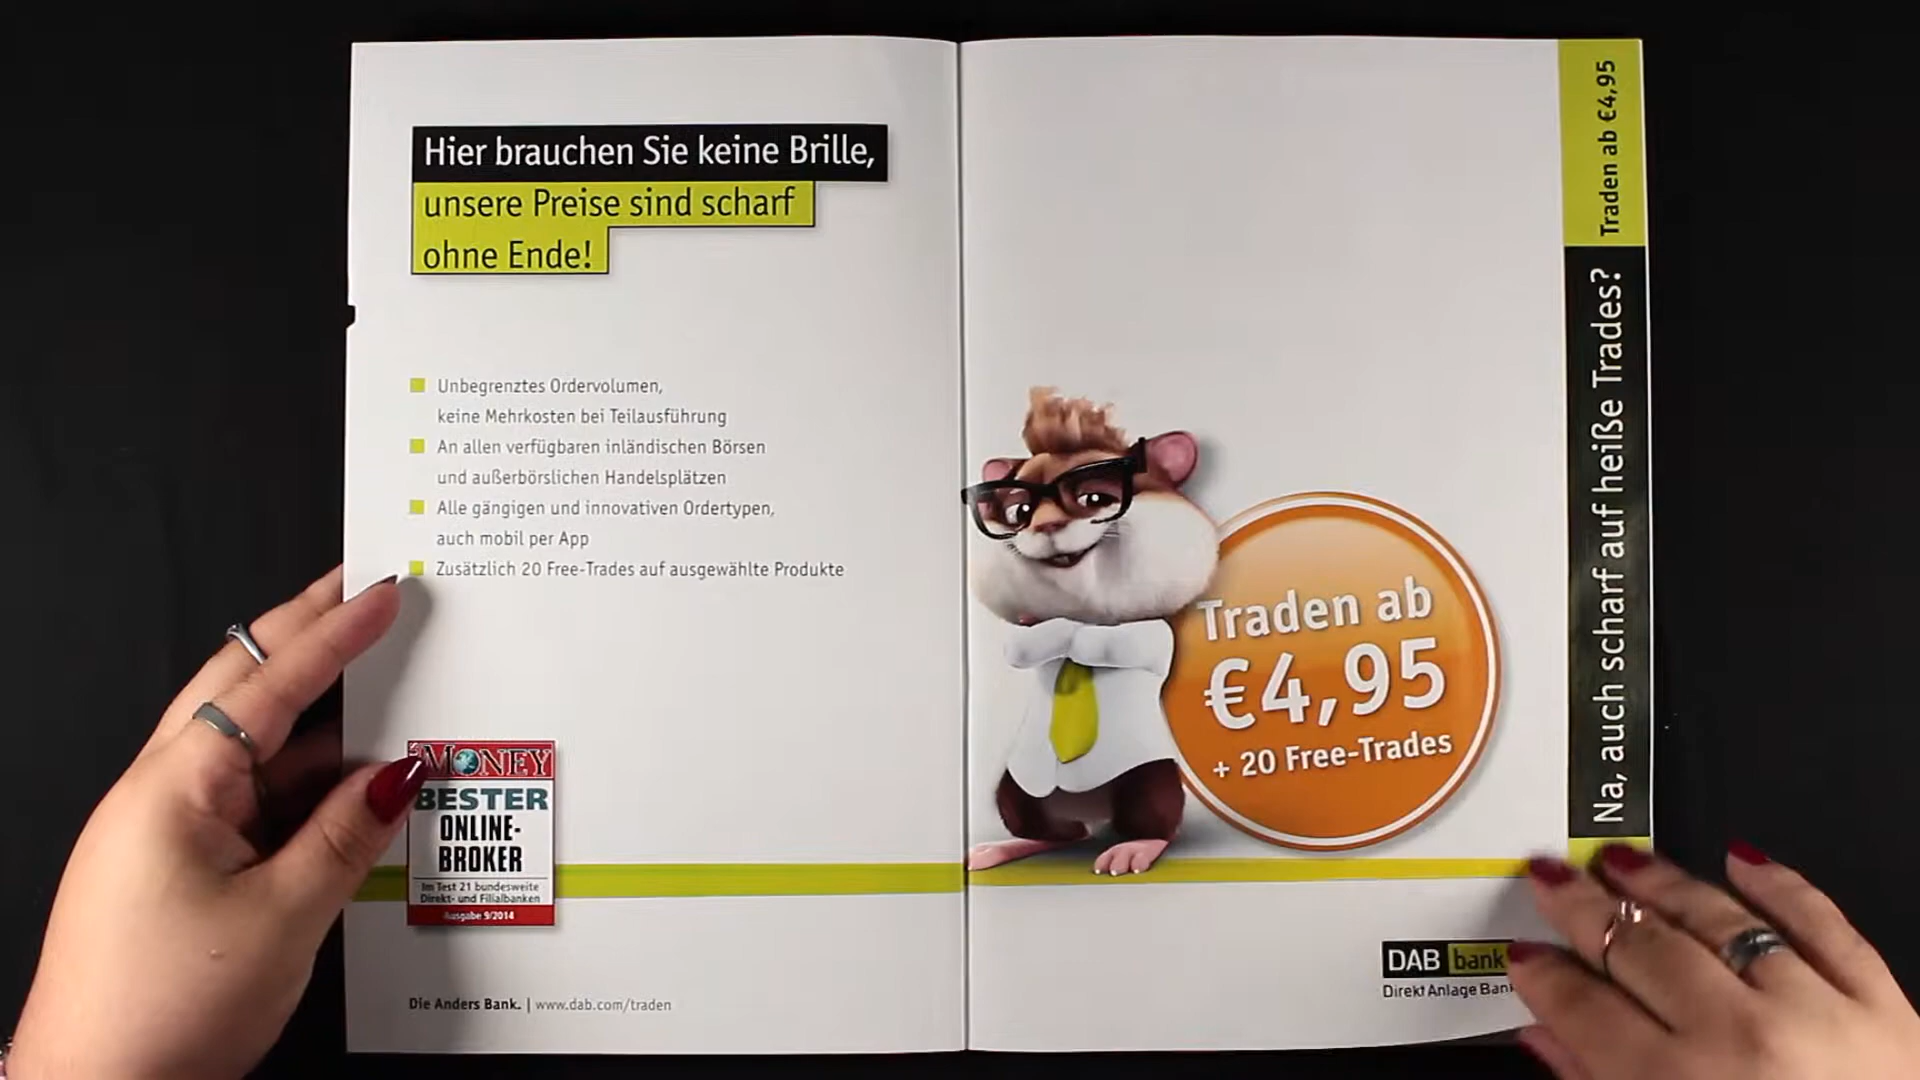 Hier brauchen Sie keine Brille,
unsere Preise sind scharf
ohne Ende!
Unbegrenztes Ordervolumen,
keine Mehrkosten bei Teilausführung
An allen verfügbaren inländischen Börsen
und außerbörslichen Handelsplätzen
Alle gängigen und innovativen Ordertypen,
auch mobil per App
Zusätzlich 20 Free-Trades auf ausgewählte Produkte
MONEY
BESTER
ONLINE-
BROKER
Im Test 21 bundesweite
Direkt- und Filialbanken
Ausgabe 9/2014
Die Anders Bank. | www.dab.com/traden
Traden ab
€4,95
+ 20 Free-Trades
DAB bank
Direkt Anlage Bank
Na, auch scharf auf heiße Trades?
Traden ab €4,95